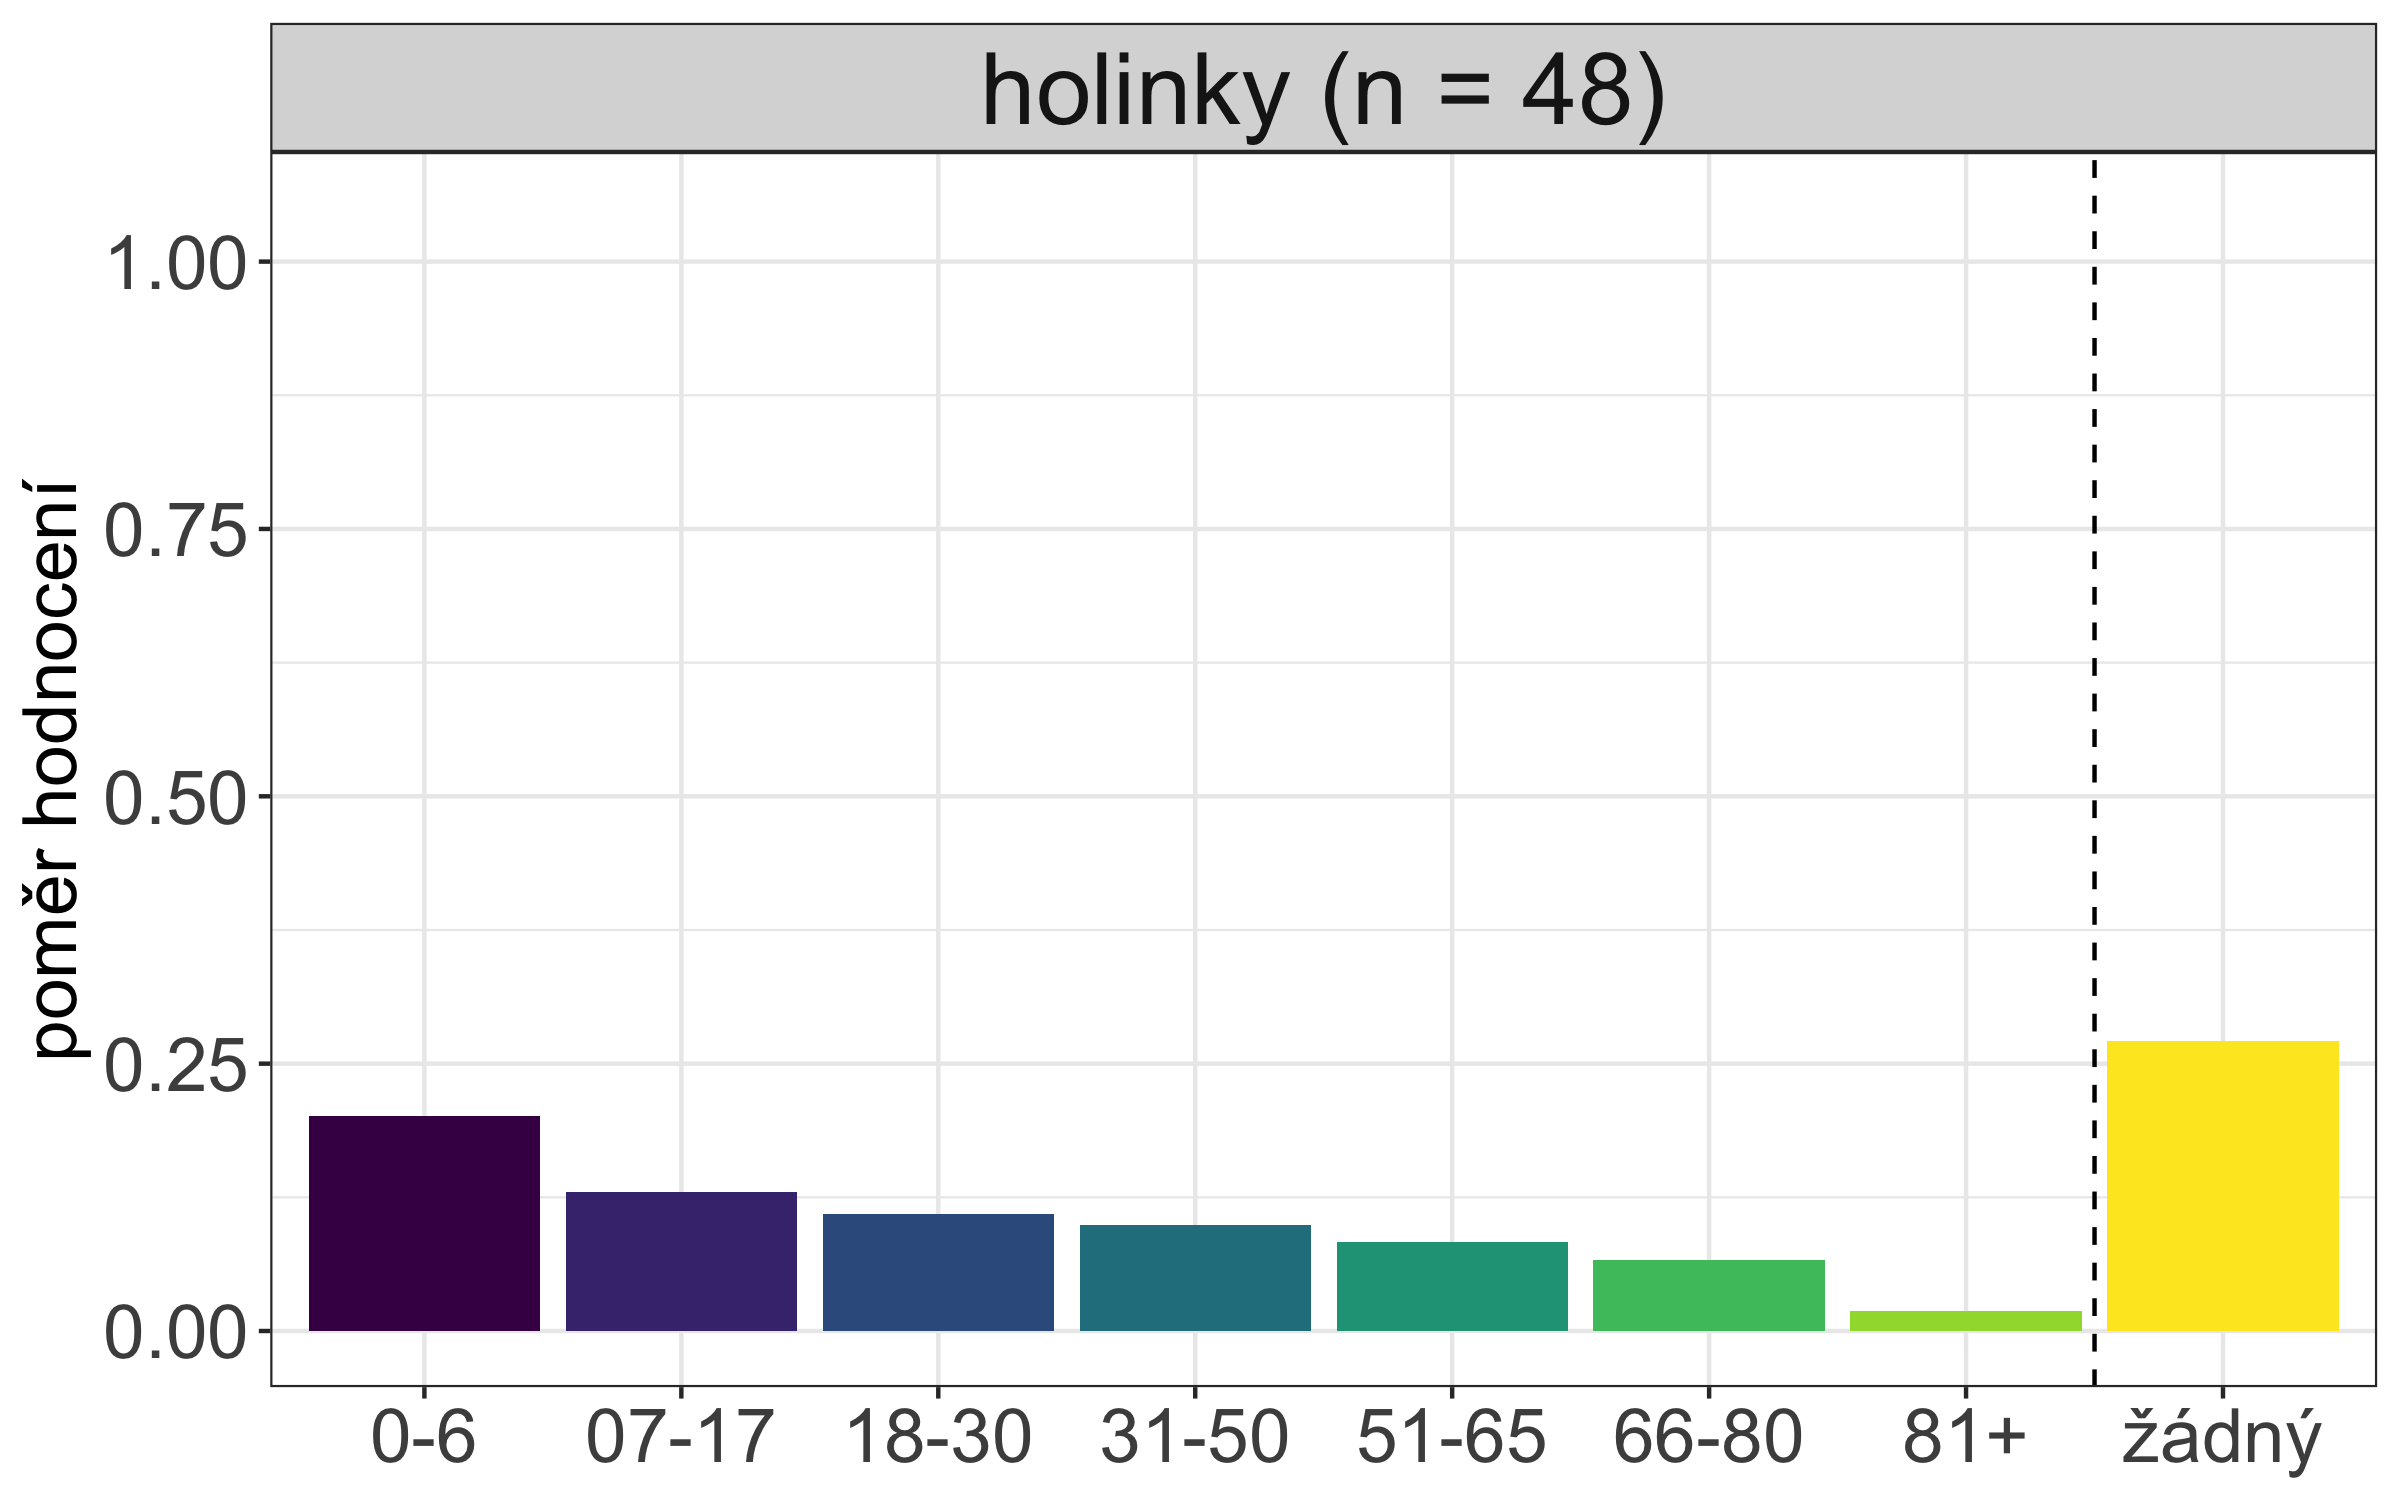 holinky (n = 48)
poměr hodnocení
1.00
0.75
0.50
0.25
0.00
0-6 07-17 18-30 31-50 51-65 66-80 81+ žádný